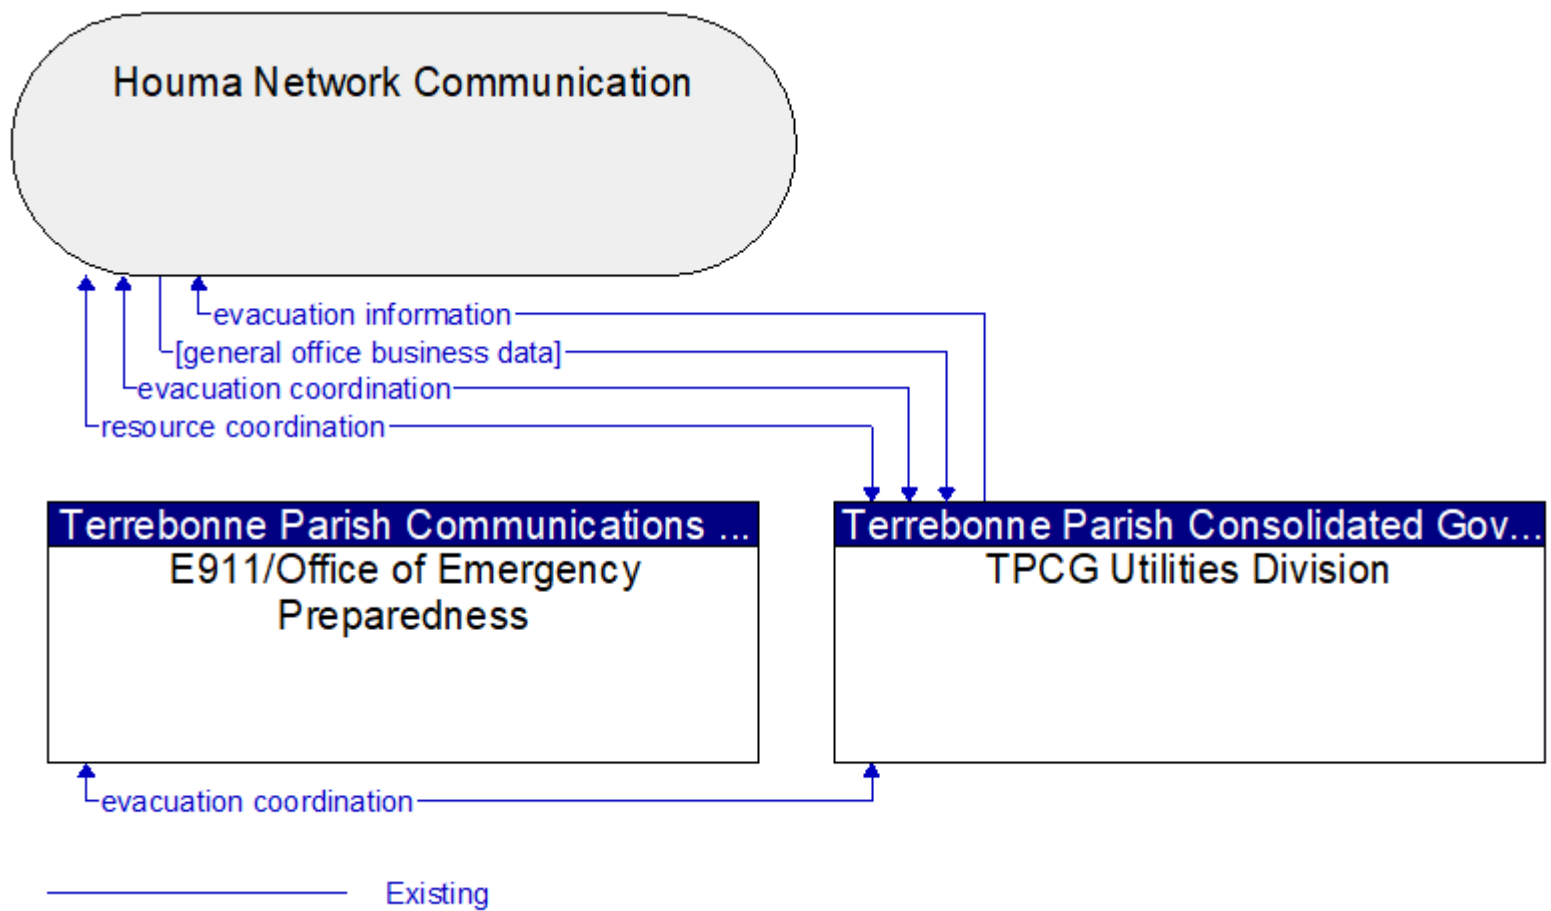 Houma Network Communication
evacuation information
[general office business data]
evacuation coordination
resource coordination
Terrebonne Parish Communications ...
E911/Office of Emergency
Preparedness
Terrebonne Parish Consolidated Gov...
TPCG Utilities Division
evacuation coordination
Existing